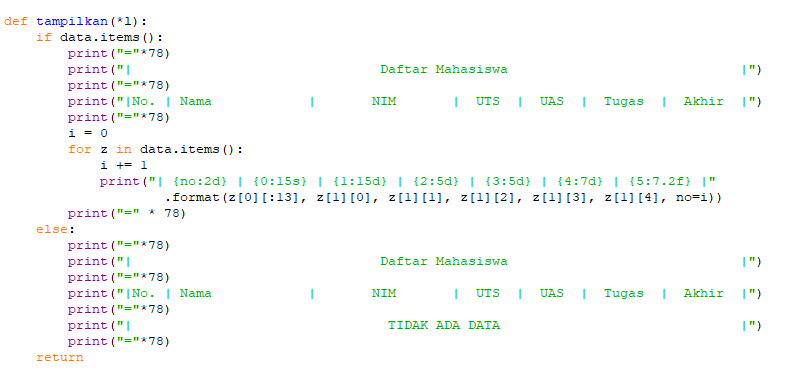 def tampilkan(*l):
    if data.items():
        print("="*78)
        print("|                               Daftar Mahasiswa                             |")
        print("="*78)
        print("|No. | Nama            |       NIM       |  UTS  |  UAS  |  Tugas  |  Akhir  |")
        print("="*78)
        i = 0
        for z in data.items():
            i += 1
            print("| {no:2d} | {0:15s} | {1:15d} | {2:5d} | {3:5d} | {4:7d} | {5:7.2f} |"
                    .format(z[0][:13], z[1][0], z[1][1], z[1][2], z[1][3], z[1][4], no=i))
        print("=" * 78)
    else:
        print("="*78)
        print("|                               Daftar Mahasiswa                             |")
        print("="*78)
        print("|No. | Nama            |       NIM       |  UTS  |  UAS  |  Tugas  |  Akhir  |")
        print("="*78)
        print("|                                TIDAK ADA DATA                              |")
        print("="*78)
    return